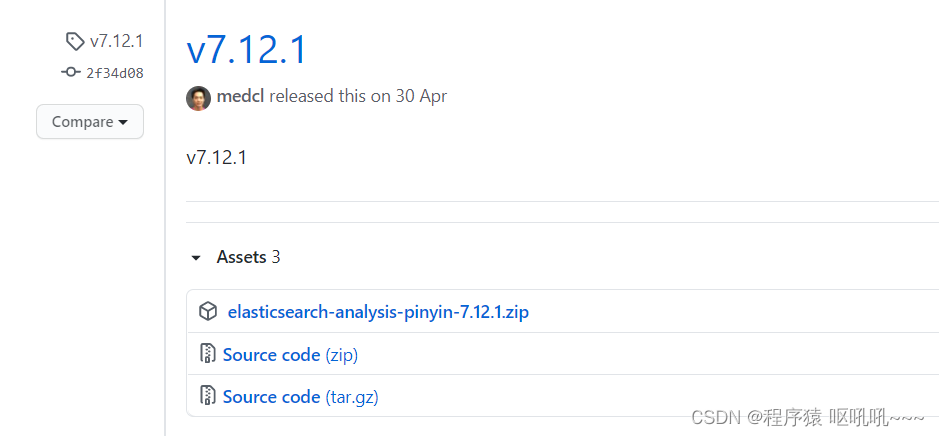 v7.12.1
2f34d08
Compare
v7.12.1
medcl released this on 30 Apr
v7.12.1
Assets 3
elasticsearch-analysis-pinyin-7.12.1.zip
Source code (zip)
Source code (tar.gz)
CSDN @程序猿 呕吼吼~~~